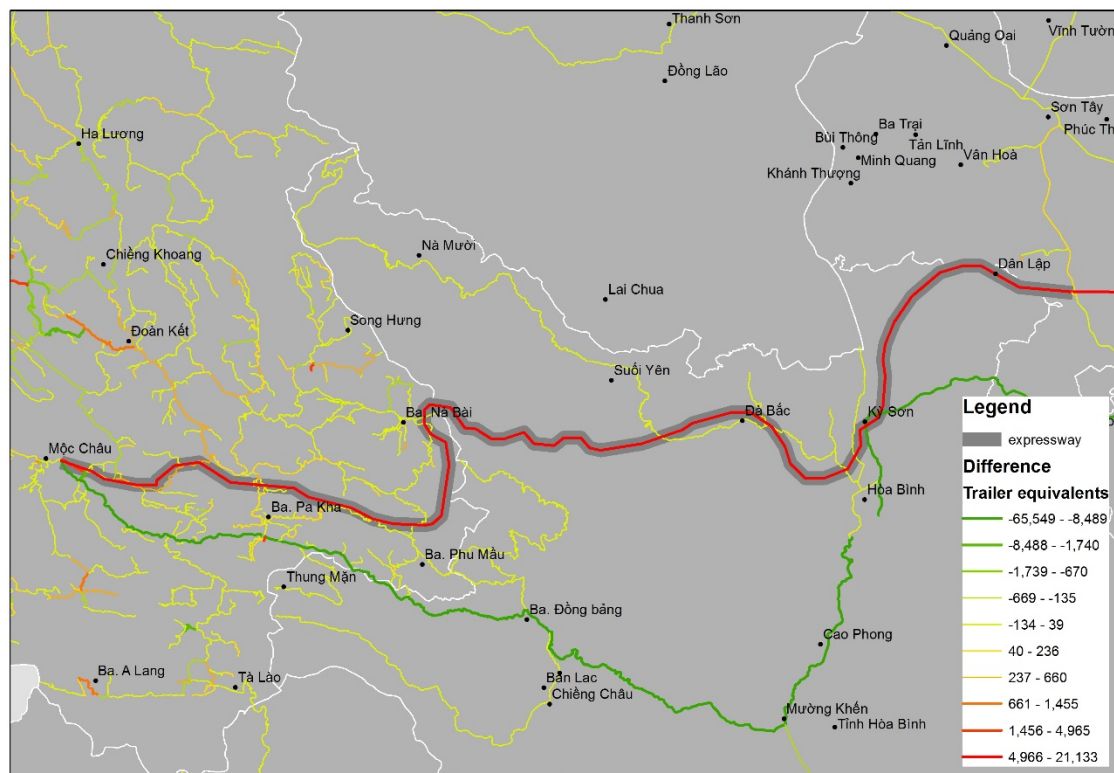 Thanh Sơn
Vĩnh Tườn
Quảng Oai
Đồng Lão
Sơn Tây
Phúc Th
Ha Lương
Ba Trại
Bùi Thông
Tản Lĩnh
Minh Quang
Vân Hoà
Khánh Thượng
Nà Mười
Chiềng Khoang
Dân Lập
Lai Chua
Song Hưng
Đoàn Kết
Suối Yên
Ba. Nà Bài
Đà Bắc
Kỳ Sơn
Mộc Châu
Hòa Bình
Ba. Pa Kha
Ba. Phu Mẫu
Thung Mặn
Ba. Đồng bảng
Cao Phong
Ba. A Lang
Tà Lào
Bản Lac
Chiềng Châu
Mường Khến
Tỉnh Hòa Bình
Legend
expressway
Difference
Trailer equivalents
-65,549 - -8,489
-8,488 - -1,740
-1,739 - -670
-669 - -135
-134 - 39
40 - 236
237 - 660
661 - 1,455
1,456 - 4,965
4,966 - 21,133